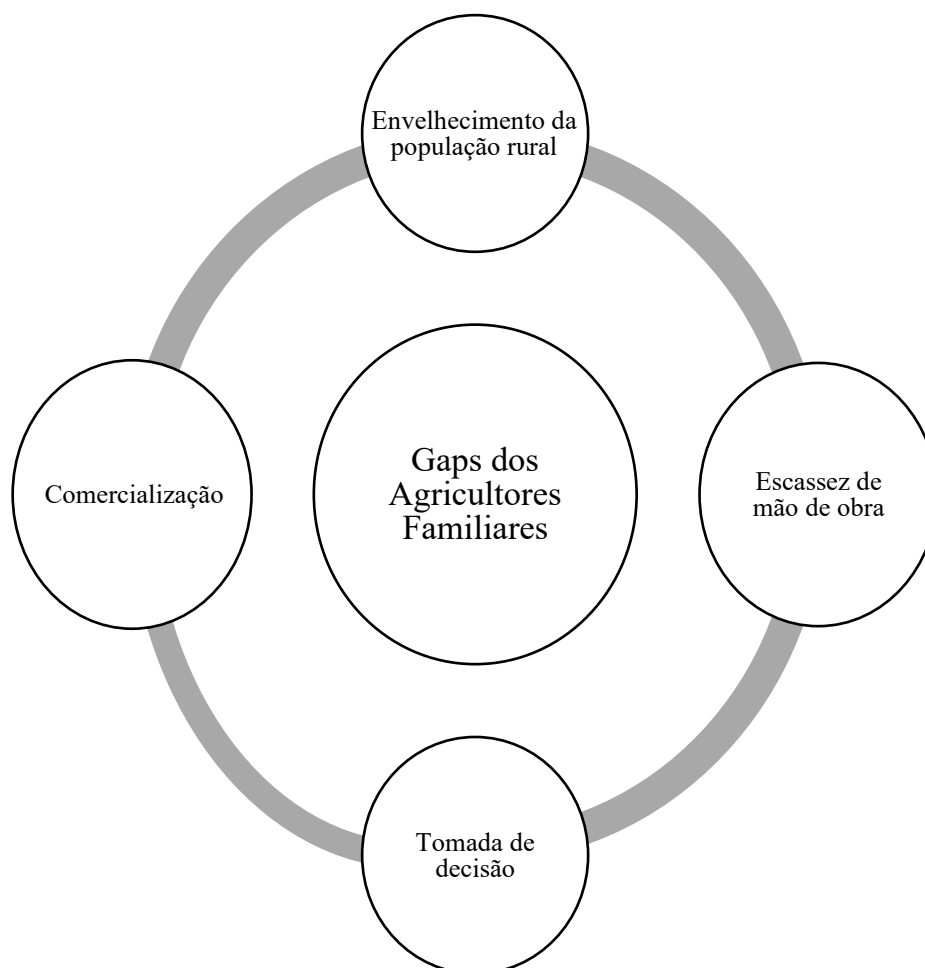 Envelhecimento da
população rural
Comercialização
Gaps dos
Agricultores
Familiares
Escassez de
mão de obra
Tomada de
decisão